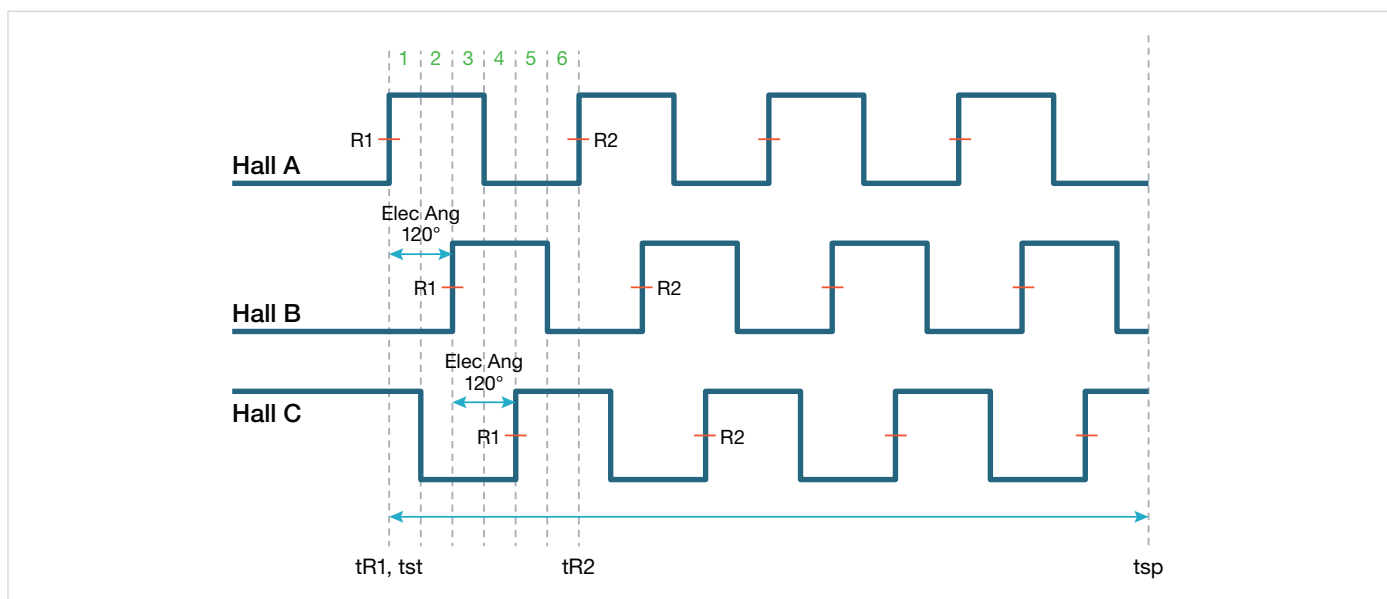 1 2 3 4 5 6
R1 R2
Hall A
Elec Ang
120°
R1 R2
Hall B
Elec Ang
120°
Hall C
R1 R2
tR1, tst tR2 tsp